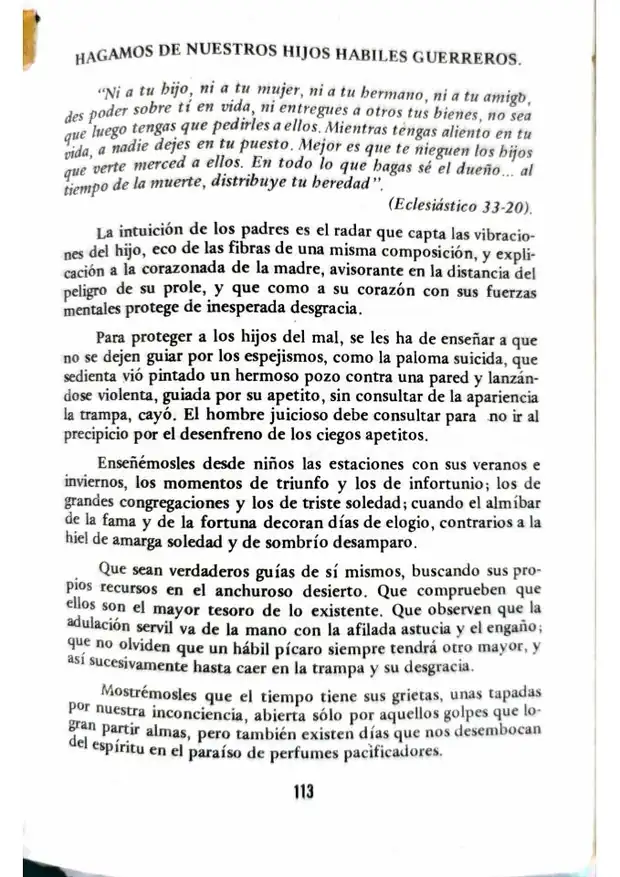 HAGAMOS DE NUESTROS HIJOS HABILES GUERREROS.
"Ni a tu hijo, ni a tu mujer, ni a tu hermano, ni a tu amigo,
des poder sobre tí en vida, ni entregues a otros tus bienes, no sea
que luego tengas que pedirles a ellos. Mientras tengas aliento en tu
vida, a nadie dejes en tu puesto. Mejor es que te nieguen los hijos
que verte merced a ellos. En todo lo que hagas sé el dueño... al
tiempo de la muerte, distribuye tu heredad".
(Eclesiástico 33-20).
La intuición de los padres es el radar que capta las vibracio-
nes del hijo, eco de las fibras de una misma composición, y expli-
cación a la corazonada de la madre, avisorante en la distancia del
peligro de su prole, y que como a su corazón con sus fuerzas
mentales protege de inesperada desgracia.
Para proteger a los hijos del mal, se les ha de enseñar a que
no se dejen guiar por los espejismos, como la paloma suicida, que
sedienta vió pintado un hermoso pozo contra una pared y lanzán-
dose violenta, guiada por su apetito, sin consultar de la apariencia
la trampa, cayó. El hombre juicioso debe consultar para no ir al
precipicio por el desenfreno de los ciegos apetitos.
Enseñémosles desde niños las estaciones con sus veranos e
inviernos, los momentos de triunfo y los de infortunio; los de
grandes congregaciones y los de triste soledad; cuando el almíbar
de la fama y de la fortuna decoran días de elogio, contrarios a la
hiel de amarga soledad y de sombrío desamparo.
Que sean verdaderos guías de sí mismos, buscando sus pro-
pios recursos en el anchuroso desierto. Que comprueben que
ellos son el mayor tesoro de lo existente. Que observen que la
adulación servil va de la mano con la afilada astucia y el engaño;
que no olviden que un hábil pícaro siempre tendrá otro mayor, y
así sucesivamente hasta caer en la trampa y su desgracia.
Mostrémosles que el tiempo tiene sus grietas, unas tapadas
por nuestra inconciencia, abierta sólo por aquellos golpes que lo-
gran partir almas, pero también existen días que nos desembocan
del espíritu en el paraíso de perfumes pacificadores.
113